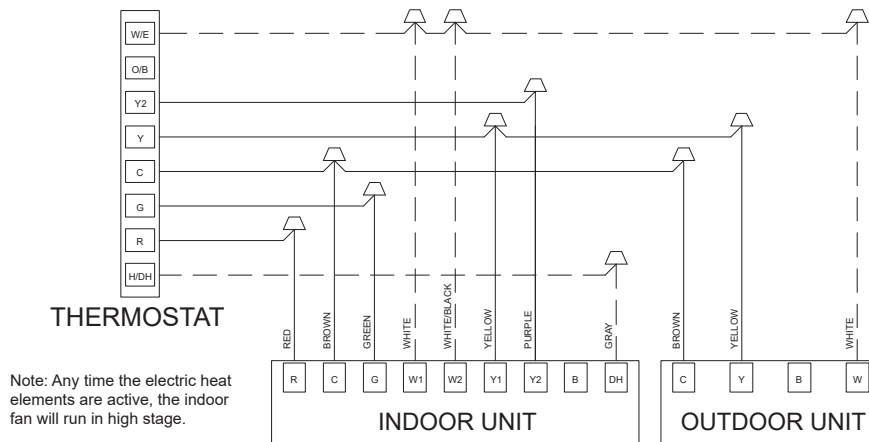 W/E
O/B
Y2
Y
C
G
R
H/DH
THERMOSTAT
RED
BROWN
GREEN
WHITE
WHITE/BLACK
YELLOW
PURPLE
GRAY
BROWN
YELLOW
WHITE
R C G W1 W2 Y1 Y2 B DH
C Y B W
Note: Any time the electric heat
elements are active, the indoor
fan will run in high stage.
INDOOR UNIT
OUTDOOR UNIT